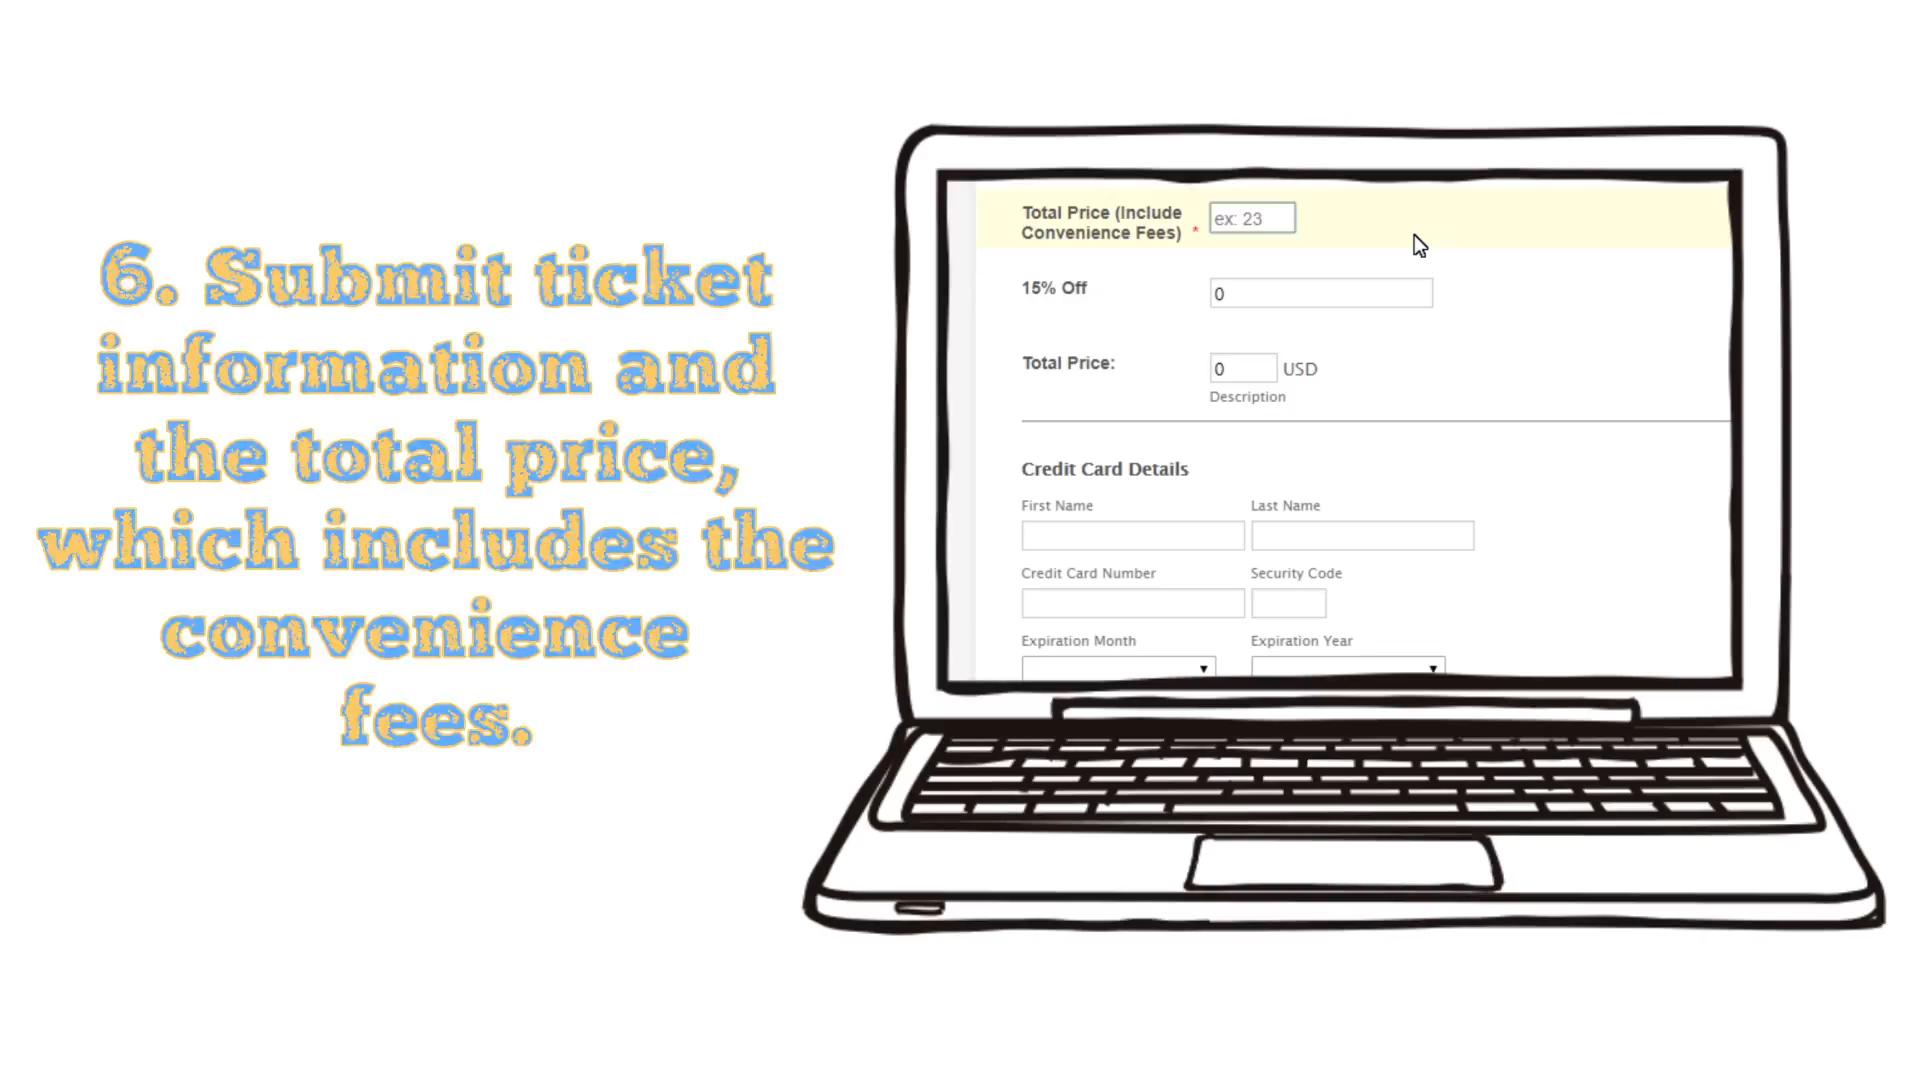 6. Submit ticket
information and
the total price,
which includes the
convenience
fees.
Total Price (Include
Convenience Fees) *
ex: 23
15% Off
0
Total Price:
0 USD
Description
Credit Card Details
First Name Last Name
Credit Card Number Security Code
Expiration Month Expiration Year